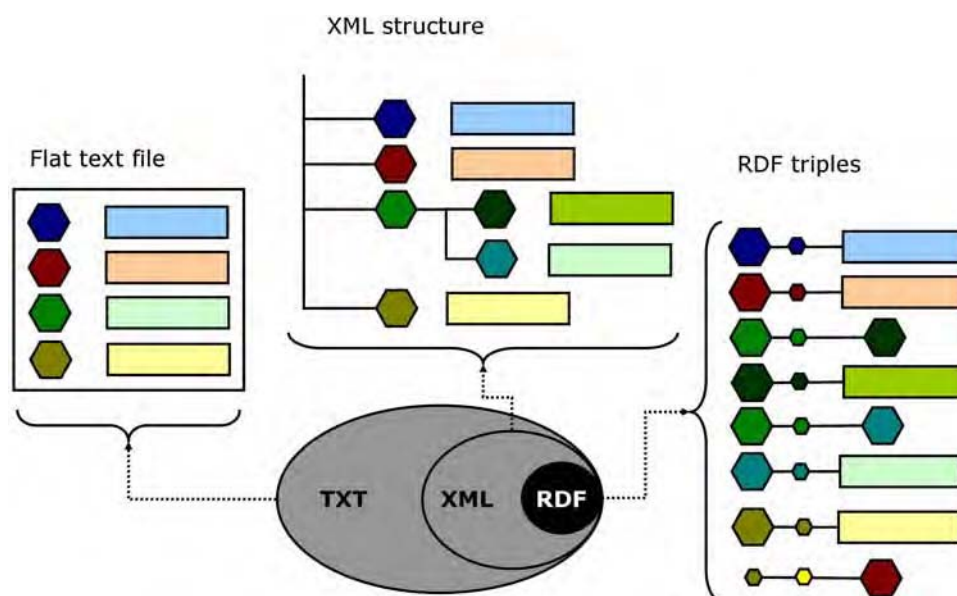 XML structure
Flat text file
RDF triples
TXT
XML
RDF